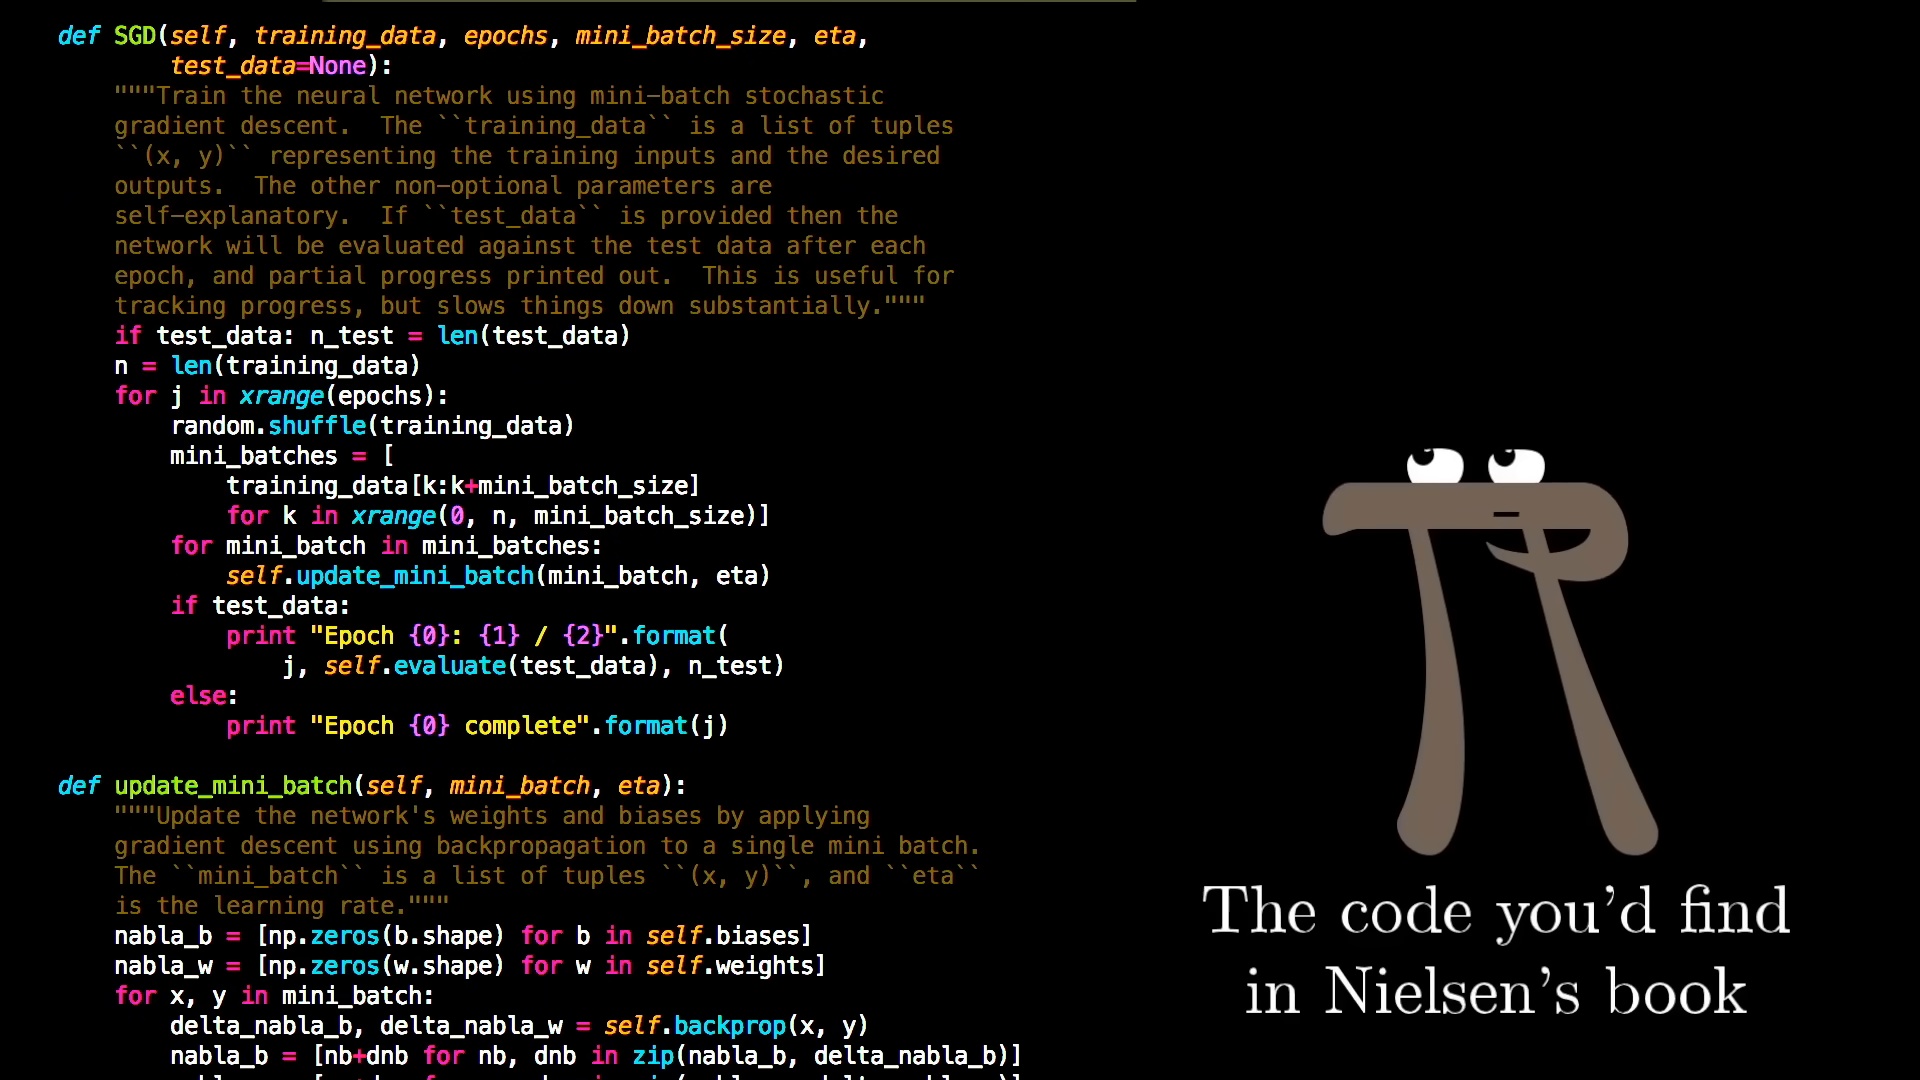 def SGD(self, training_data, epochs, mini_batch_size, eta,
        test_data=None):
    """Train the neural network using mini-batch stochastic
    gradient descent.  The ``training_data`` is a list of tuples
    ``(x, y)`` representing the training inputs and the desired
    outputs.  The other non-optional parameters are
    self-explanatory.  If ``test_data`` is provided then the
    network will be evaluated against the test data after each
    epoch, and partial progress printed out.  This is useful for
    tracking progress, but slows things down substantially."""
    if test_data: n_test = len(test_data)
    n = len(training_data)
    for j in xrange(epochs):
        random.shuffle(training_data)
        mini_batches = [
            training_data[k:k+mini_batch_size]
            for k in xrange(0, n, mini_batch_size)]
        for mini_batch in mini_batches:
            self.update_mini_batch(mini_batch, eta)
        if test_data:
            print "Epoch {0}: {1} / {2}".format(
                j, self.evaluate(test_data), n_test)
        else:
            print "Epoch {0} complete".format(j)

def update_mini_batch(self, mini_batch, eta):
    """Update the network's weights and biases by applying
    gradient descent using backpropagation to a single mini batch.
    The ``mini_batch`` is a list of tuples ``(x, y)``, and ``eta``
    is the learning rate."""
    nabla_b = [np.zeros(b.shape) for b in self.biases]
    nabla_w = [np.zeros(w.shape) for w in self.weights]
    for x, y in mini_batch:
        delta_nabla_b, delta_nabla_w = self.backprop(x, y)
        nabla_b = [nb+dnb for nb, dnb in zip(nabla_b, delta_nabla_b)]
The code you'd find
in Nielsen's book